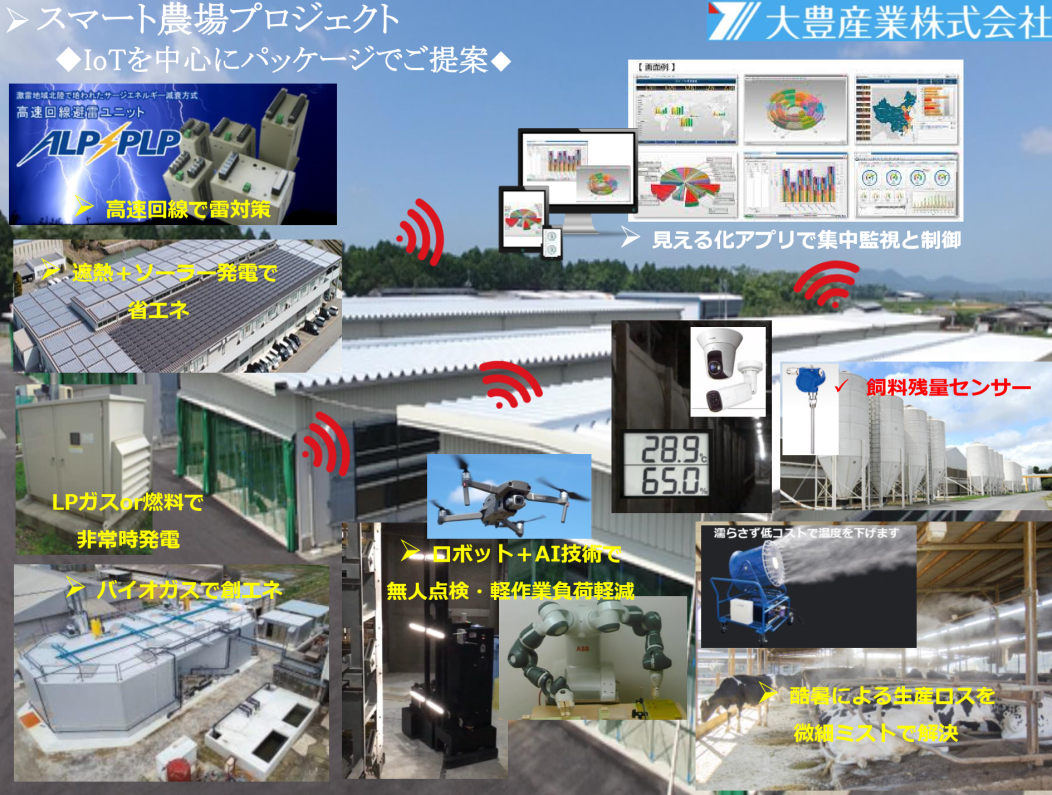 ➢スマート農場プロジェクト
◆IoTを中心にパッケージでご提案◆
大豊産業株式会社
激雷地域北陸で培われたサージエネルギー減衰方式
高速回線避雷ユニット
ALP PLP
➢ 高速回線で雷対策
【 画面例 】
➢ 見える化アプリで集中監視と制御
➢ 遮熱＋ソーラー発電で
省エネ
28.9℃
65.0%
✓ 飼料残量センサー
LPガスor燃料で
非常時発電
➢ ロボット＋AI技術で
無人点検・軽作業負荷軽減
ABB
➢ バイオガスで創エネ
濡らさず低コストで温度を下げます
➢ 酷暑による生産ロスを
微細ミストで解決